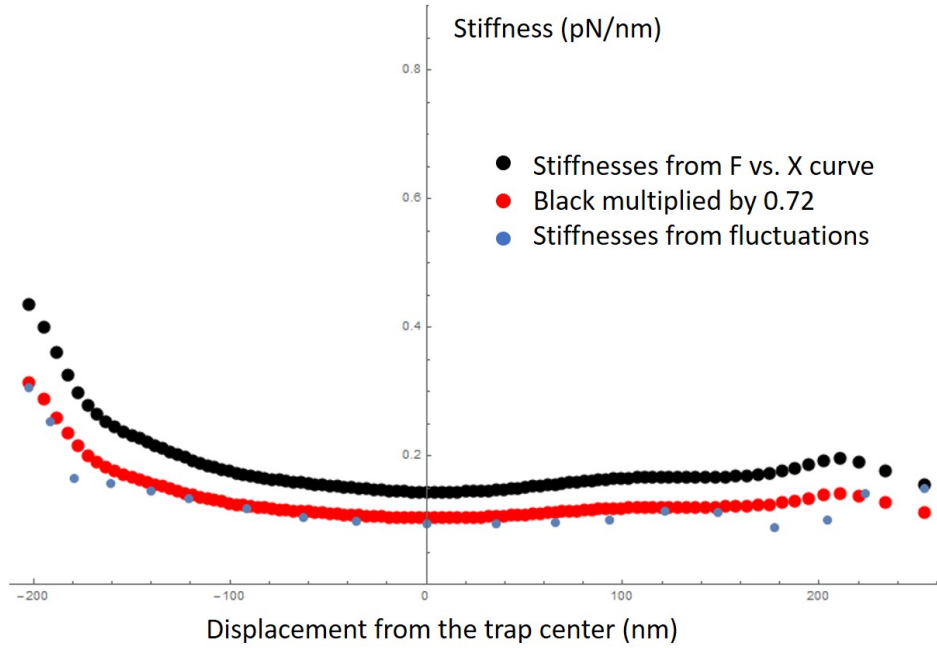 Stiffness (pN/nm)
0.8
Stiffnesses from F vs. X curve
0.6
Black multiplied by 0.72
Stiffnesses from fluctuations
0.4
0.2
−200 −100 0 100 200
Displacement from the trap center (nm)